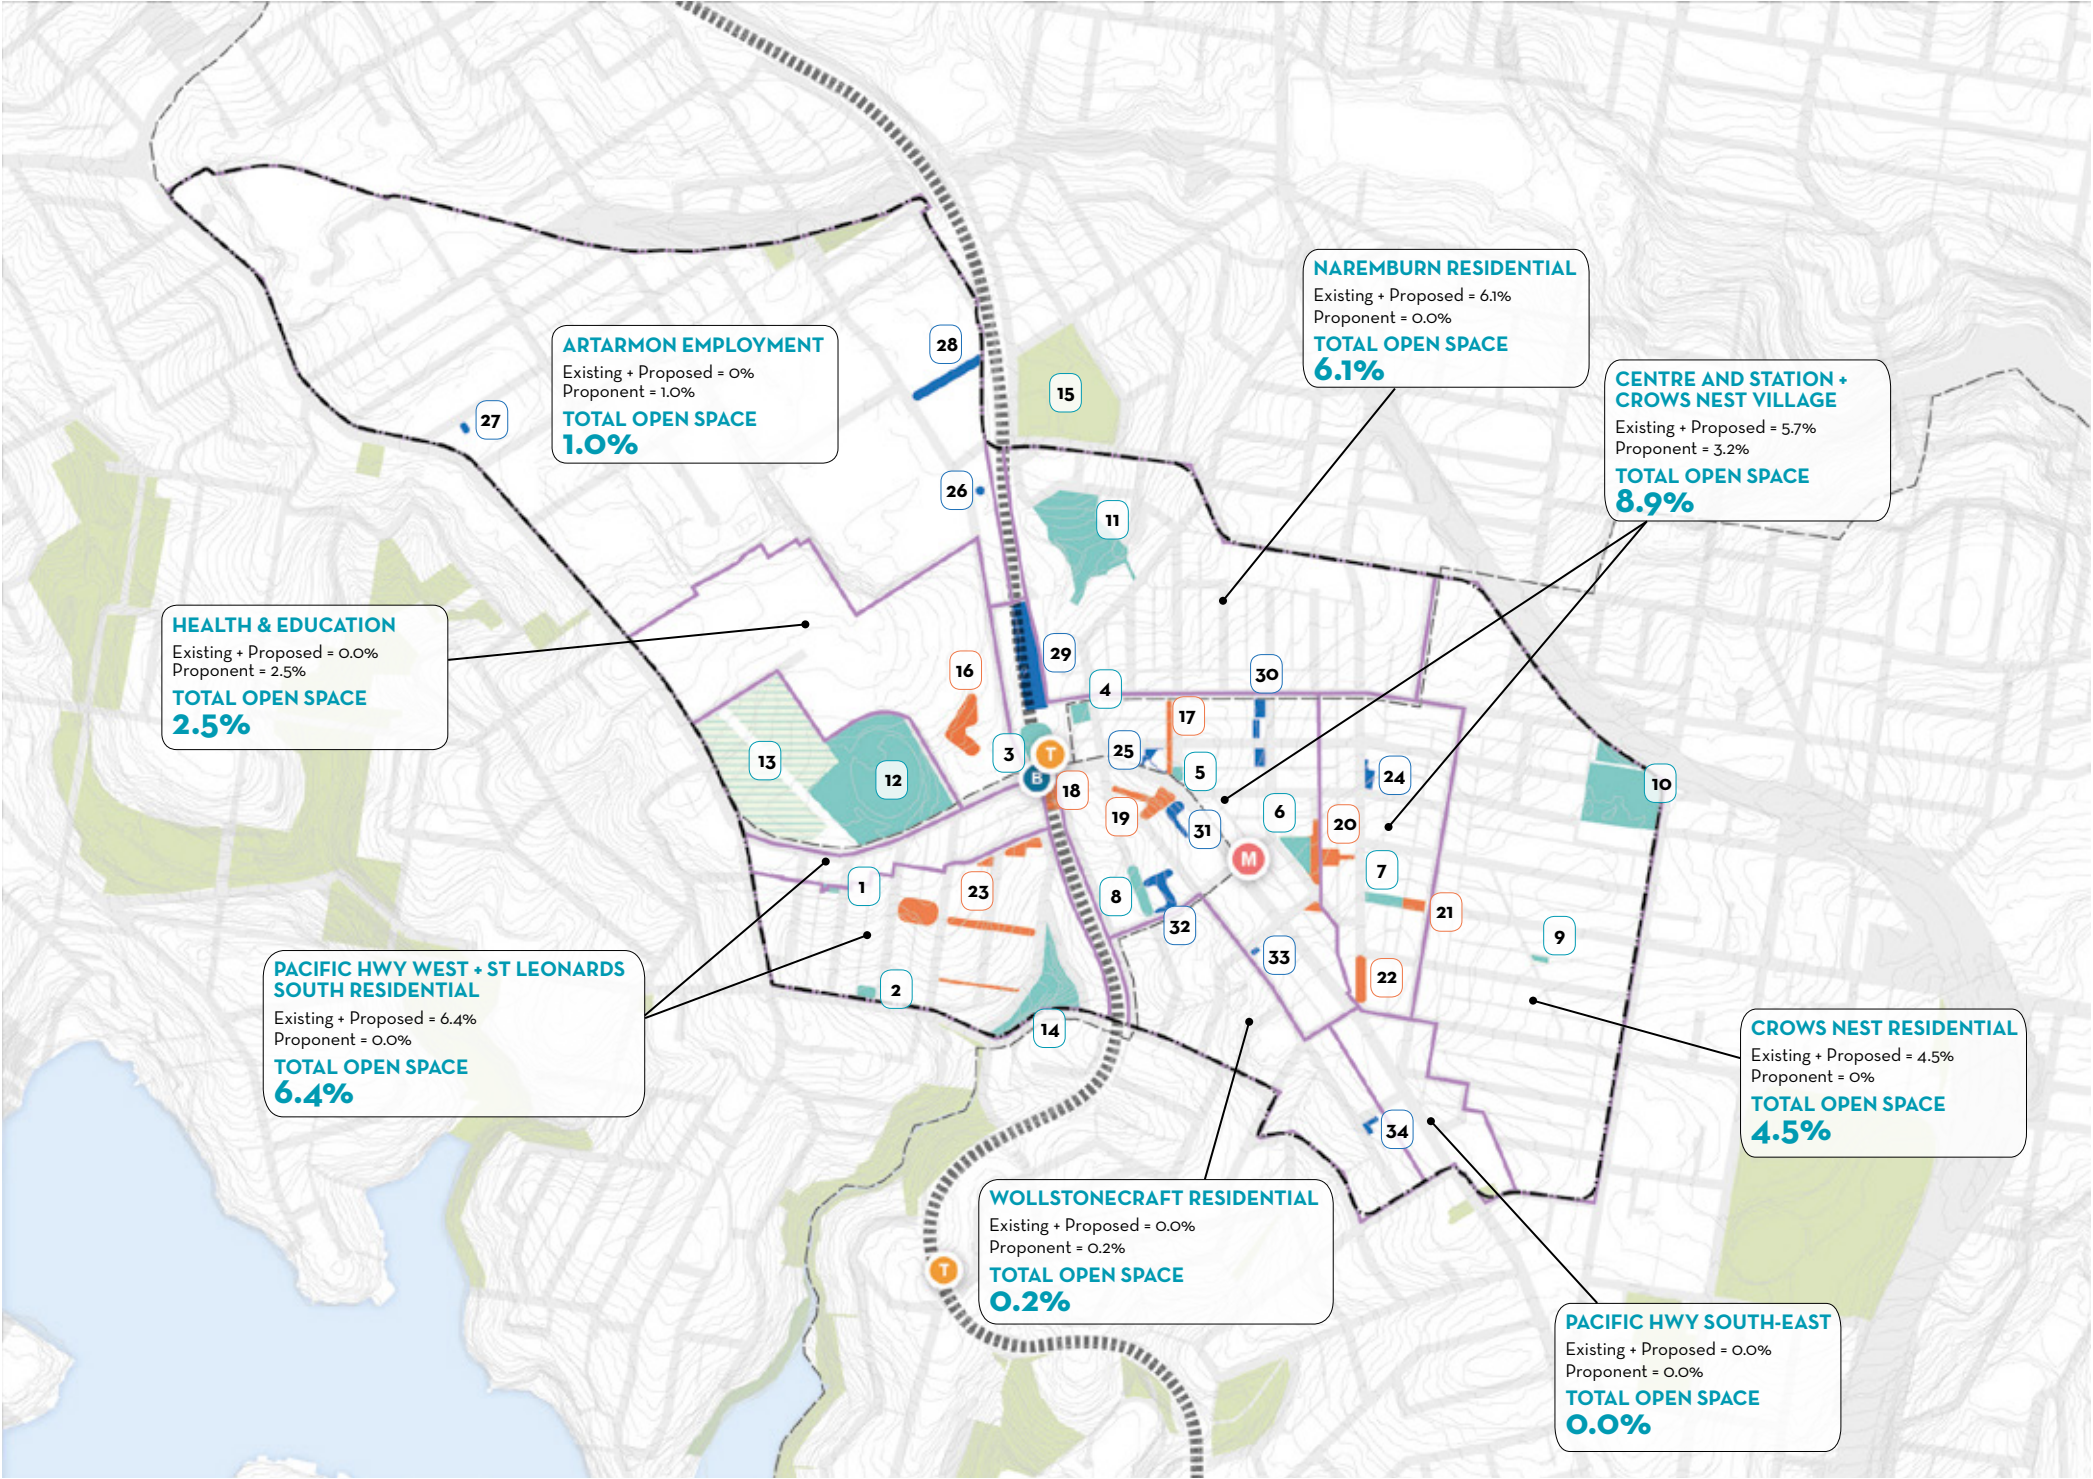 NAREMBURN RESIDENTIAL
Existing + Proposed = 6.1%
Proponent = 0.0%
TOTAL OPEN SPACE
6.1%
ARTARMON EMPLOYMENT
Existing + Proposed = 0%
Proponent = 1.0%
TOTAL OPEN SPACE
1.0%
CENTRE AND STATION +
CROWS NEST VILLAGE
Existing + Proposed = 5.7%
Proponent = 3.2%
TOTAL OPEN SPACE
8.9%
28
15
27
26
11
HEALTH & EDUCATION
Existing + Proposed = 0.0%
Proponent = 2.5%
TOTAL OPEN SPACE
2.5%
29
16
30
4
17
3
T
25
5
13
12
B
18
24
10
6
19
31
20
M
7
1
23
8
21
32
9
33
22
2
14
PACIFIC HWY WEST + ST LEONARDS
SOUTH RESIDENTIAL
Existing + Proposed = 6.4%
Proponent = 0.0%
TOTAL OPEN SPACE
6.4%
CROWS NEST RESIDENTIAL
Existing + Proposed = 4.5%
Proponent = 0%
TOTAL OPEN SPACE
4.5%
34
WOLLSTONECRAFT RESIDENTIAL
Existing + Proposed = 0.0%
Proponent = 0.2%
TOTAL OPEN SPACE
0.2%
T
PACIFIC HWY SOUTH-EAST
Existing + Proposed = 0.0%
Proponent = 0.0%
TOTAL OPEN SPACE
0.0%